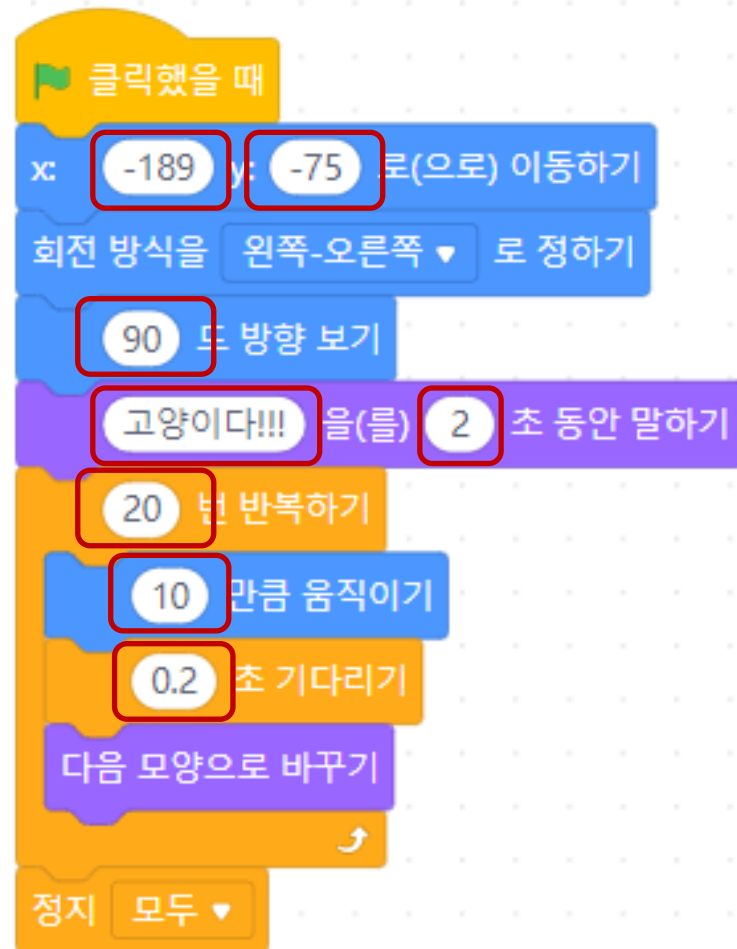 클릭했을 때
x: -189 y: -75 로(으로) 이동하기
회전 방식을 왼쪽-오른쪽 로 정하기
90 도 방향 보기
고양이다!!! 을(를) 2 초 동안 말하기
20 번 반복하기
10 만큼 움직이기
0.2 초 기다리기
다음 모양으로 바꾸기
정지 모두